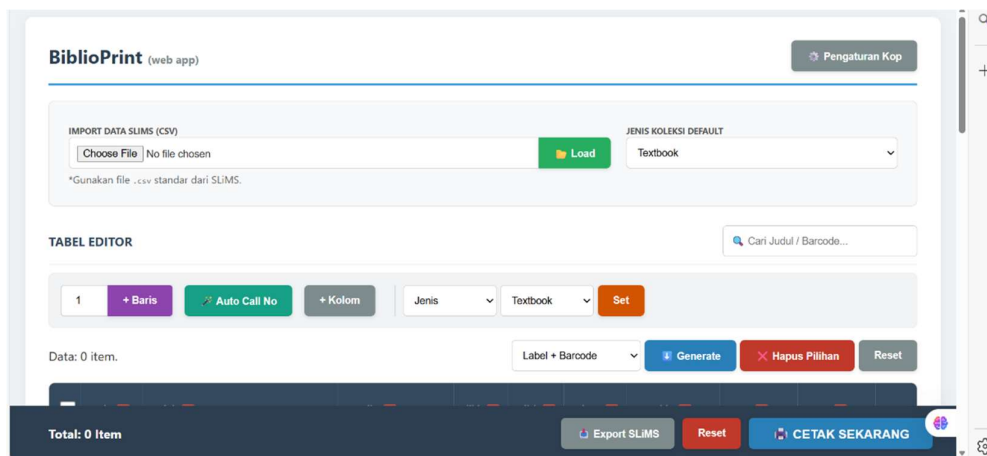 BiblioPrint (web app)
Pengaturan Kop
IMPORT DATA SLIMS (CSV)
JENIS KOLEKSI DEFAULT
Choose File No file chosen
Load
Textbook
*Gunakan file .csv standar dari SLiMS.
TABEL EDITOR
Cari Judul / Barcode...
1
+ Baris
Auto Call No
+ Kolom
Jenis
Textbook
Set
Data: 0 item.
Label + Barcode
Generate
Hapus Pilihan
Reset
Total: 0 Item
Export SLiMS
Reset
CETAK SEKARANG